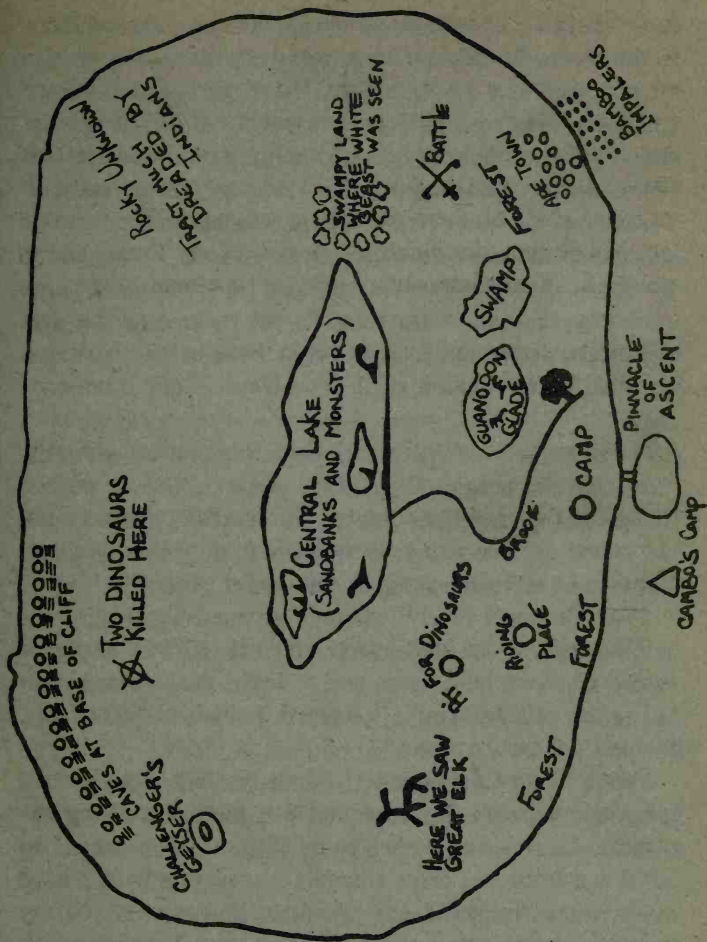 CAVES AT BASE OF CLIFF
TWO DINOSAURS
KILLED HERE
ROCKY UNKNOWN
TRACT MUCH
DREADED BY
INDIANS
CHALLENGER'S
GEYSER
CENTRAL LAKE
(SANDBANKS AND MONSTERS)
SWAMPY LAND
WHERE WHITE
BEAST WAS SEEN
BATTLE
HERE WE SAW
GREAT ELK
FOR DINOSAURS
GUANODON
GLADE
SWAMP
FOREST
APE TOWN
BAMBOO
IMPALERS
BROOK
RIDING
PLACE
CAMP
FOREST
FOREST
PINNACLE
OF
ASCENT
CAMBO'S CAMP